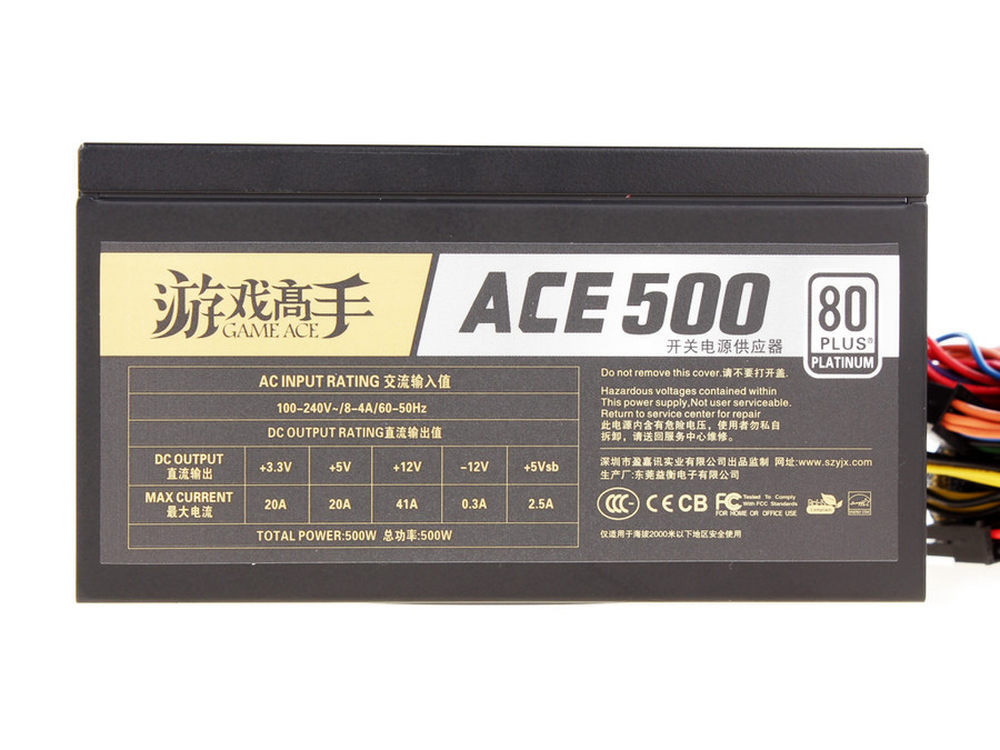 游戏高手
GAME ACE
ACE 500
开关电源供应器
80
PLUS®
PLATINUM
AC INPUT RATING 交流输入值
100-240V~/8-4A/60-50Hz
DC OUTPUT RATING直流输出值
DC OUTPUT
直流输出
+3.3V +5V +12V -12V +5Vsb
MAX CURRENT
最大电流
20A 20A 41A 0.3A 2.5A
TOTAL POWER:500W 总功率:500W
Do not remove this cover.请不要打开盖.
Hazardous voltages contained within
This power supply,Not user serviceable.
Return to service center for repair
此电源内含有危险电压，使用者勿私自
拆卸，请送回服务中心维修。
深圳市盈嘉讯实业有限公司出品监制 网址:www.szyjx.com
生产厂:东莞益衡电子有限公司
CCC CE CB FC Tested To Comply
With FCC Standards
FOR HOME OR OFFICE USE
RoHS
仅适用于海拔2000米以下地区安全使用